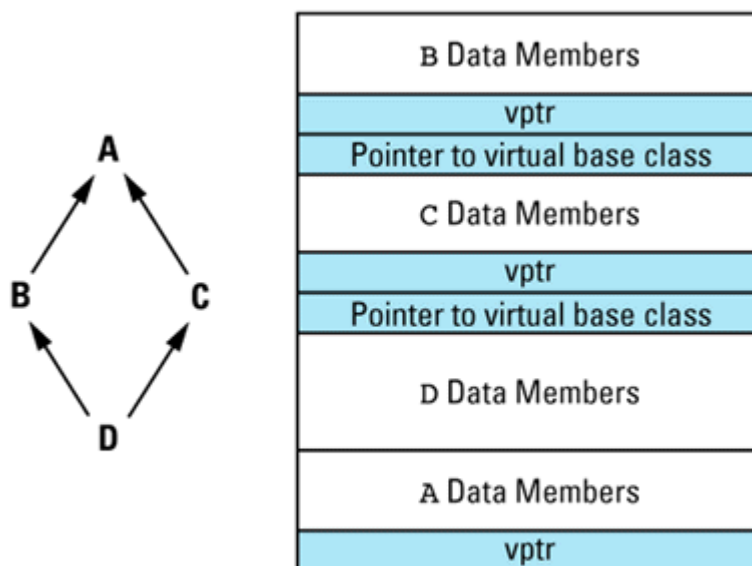 A
B
C
D
B Data Members
vptr
Pointer to virtual base class
C Data Members
vptr
Pointer to virtual base class
D Data Members
A Data Members
vptr